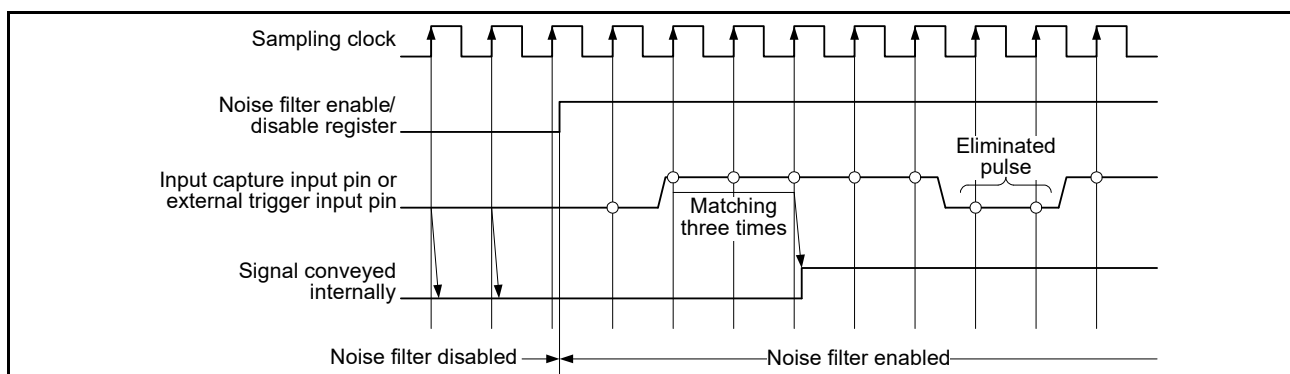 Sampling clock
Noise filter enable/
disable register
Input capture input pin or
external trigger input pin
Eliminated
pulse
Matching
three times
Signal conveyed
internally
Noise filter disabled
Noise filter enabled